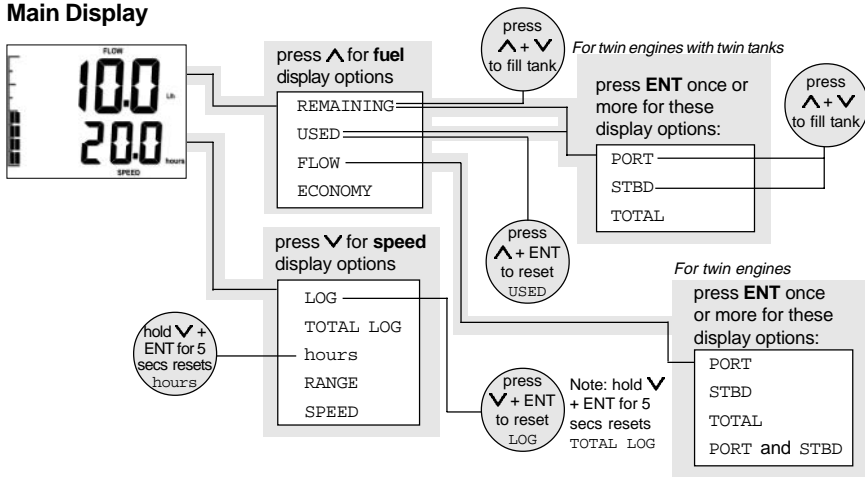 Main Display
FLOW
10.0
L/h
20.0
hours
SPEED
press ∧ for fuel
display options
REMAINING
USED
FLOW
ECONOMY
press
∧ + ∨
to fill tank
For twin engines with twin tanks
press ENT once or
more for these
display options:
PORT
STBD
TOTAL
press
∧ + ∨
to fill tank
press
∧ + ENT
to reset
USED
press ∨ for speed
display options
LOG
TOTAL LOG
hours
RANGE
SPEED
hold ∨ +
ENT for 5
secs resets
hours
press
∨ + ENT
to reset
LOG
Note: hold ∨
+ ENT for 5
secs resets
TOTAL LOG
For twin engines
press ENT once
or more for these
display options:
PORT
STBD
TOTAL
PORT and STBD